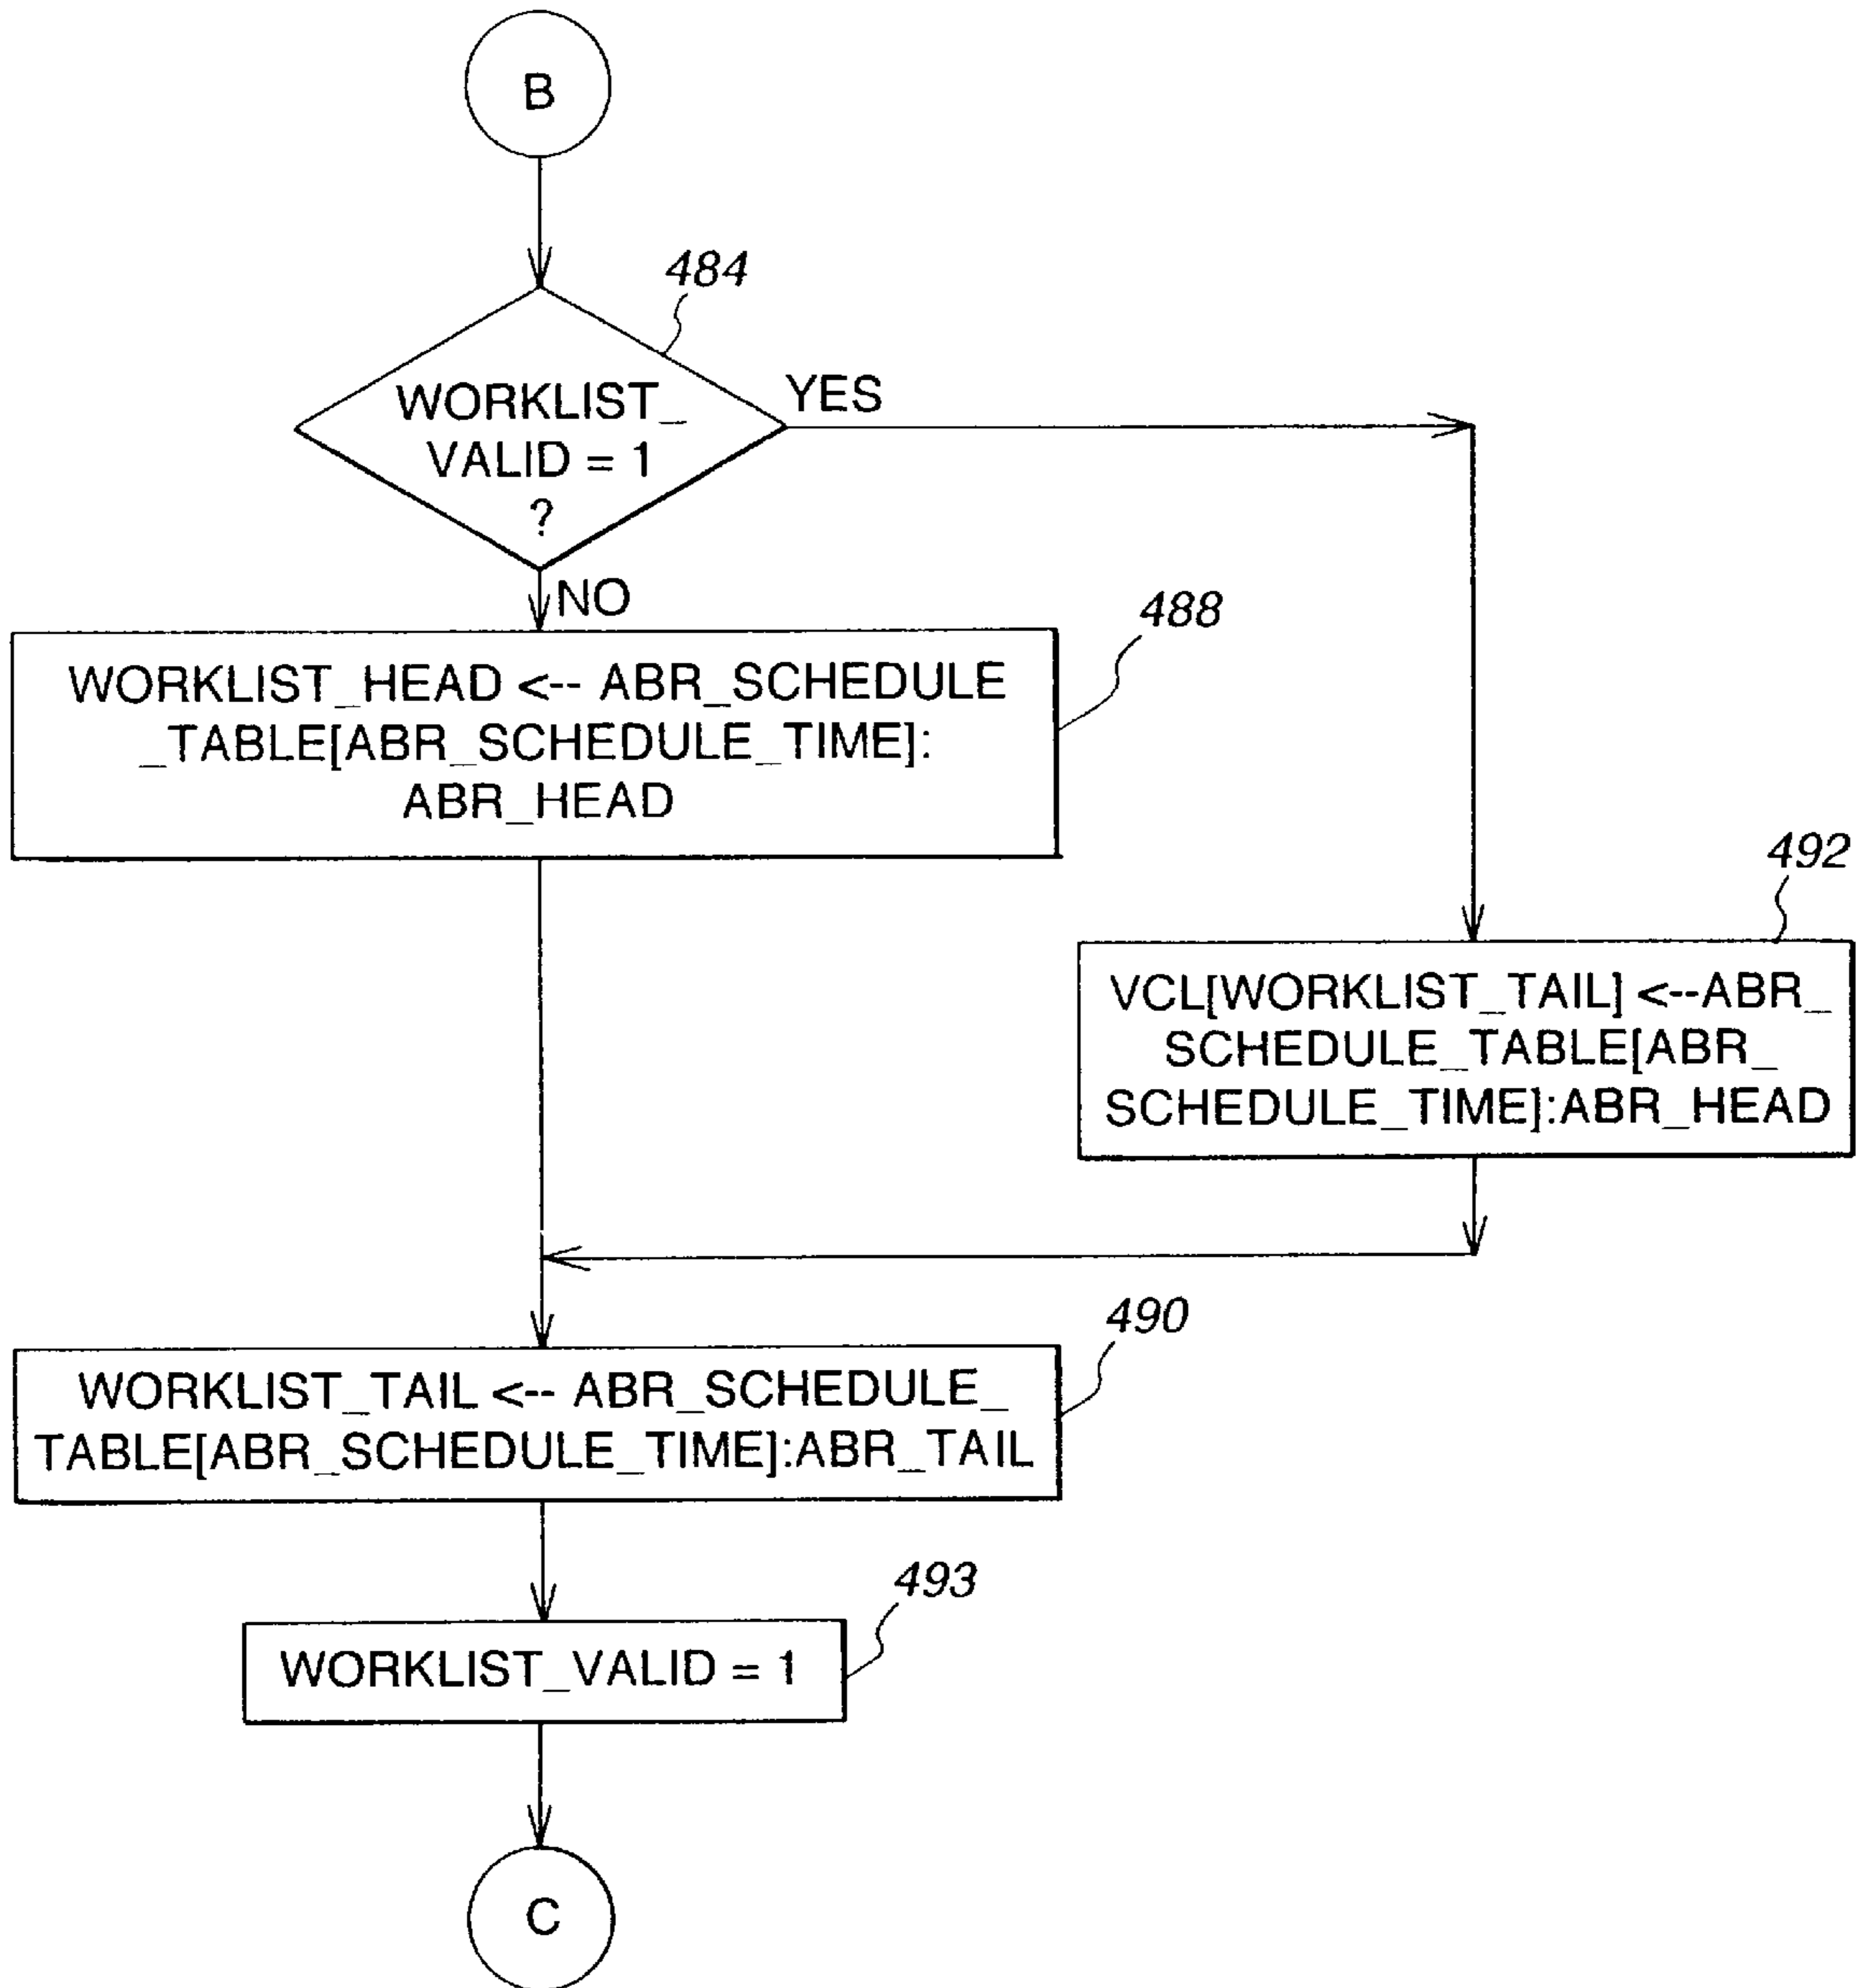 B
484
WORKLIST_
VALID = 1
?
YES
NO
488
WORKLIST_HEAD <-- ABR_SCHEDULE
_TABLE[ABR_SCHEDULE_TIME]:
ABR_HEAD
492
VCL[WORKLIST_TAIL] <--ABR_
SCHEDULE_TABLE[ABR_
SCHEDULE_TIME]:ABR_HEAD
490
WORKLIST_TAIL <-- ABR_SCHEDULE_
TABLE[ABR_SCHEDULE_TIME]:ABR_TAIL
493
WORKLIST_VALID = 1
C